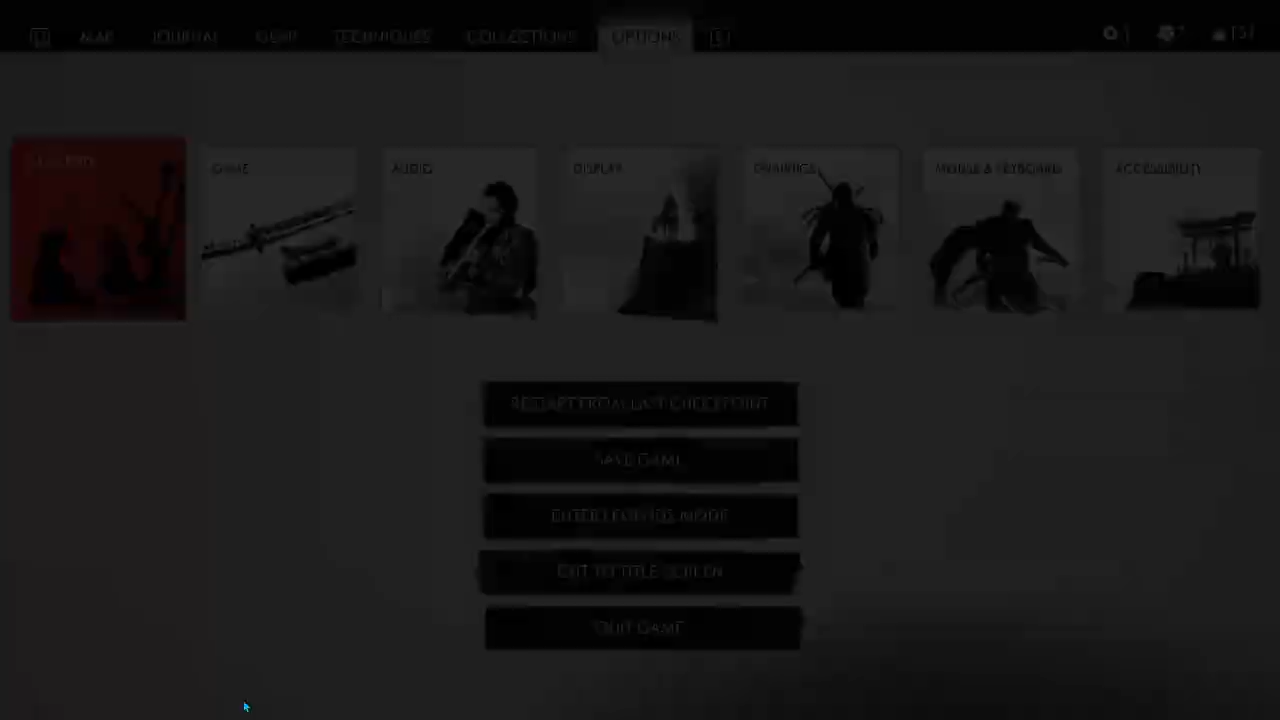 MAP JOURNAL GEAR TECHNIQUES COLLECTIONS OPTIONS
GAME AUDIO DISPLAY GRAPHICS MOUSE & KEYBOARD ACCESSIBILITY
RESTART FROM LAST CHECKPOINT
SAVE GAME
ENTER LEGENDS MODE
EXIT TO TITLE SCREEN
QUIT GAME